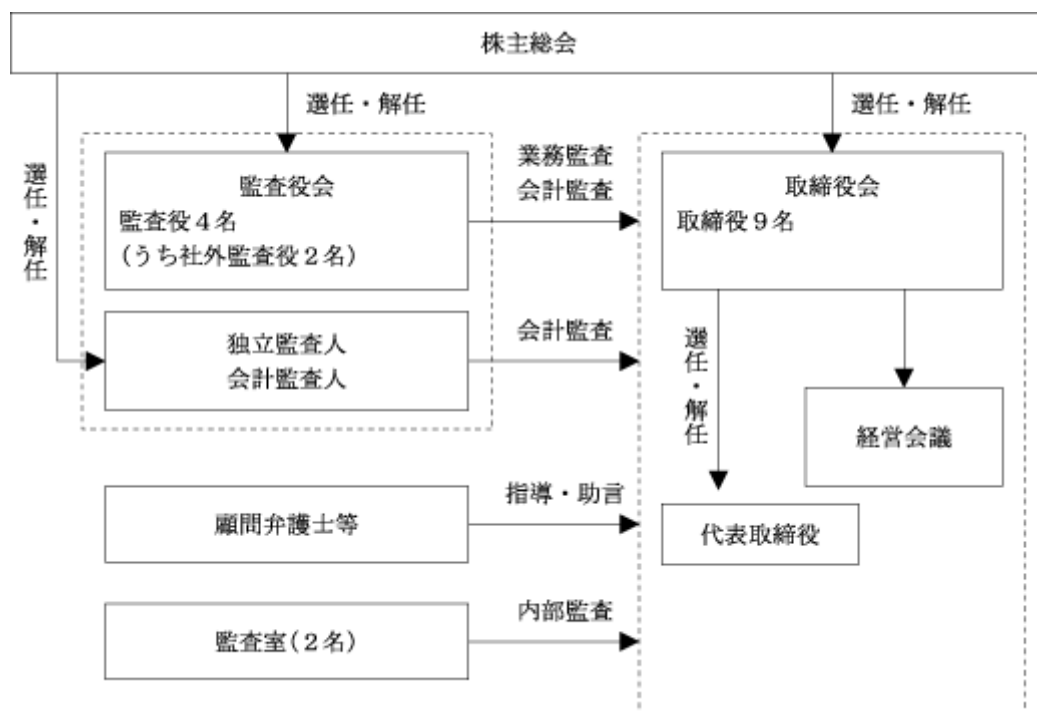 株主総会
選任・解任
選任・解任
選任・解任
監査役会
監査役4名
(うち社外監査役2名)
業務監査
会計監査
取締役会
取締役9名
独立監査人
会計監査人
会計監査
選任・解任
経営会議
顧問弁護士等
指導・助言
代表取締役
監査室(2名)
内部監査